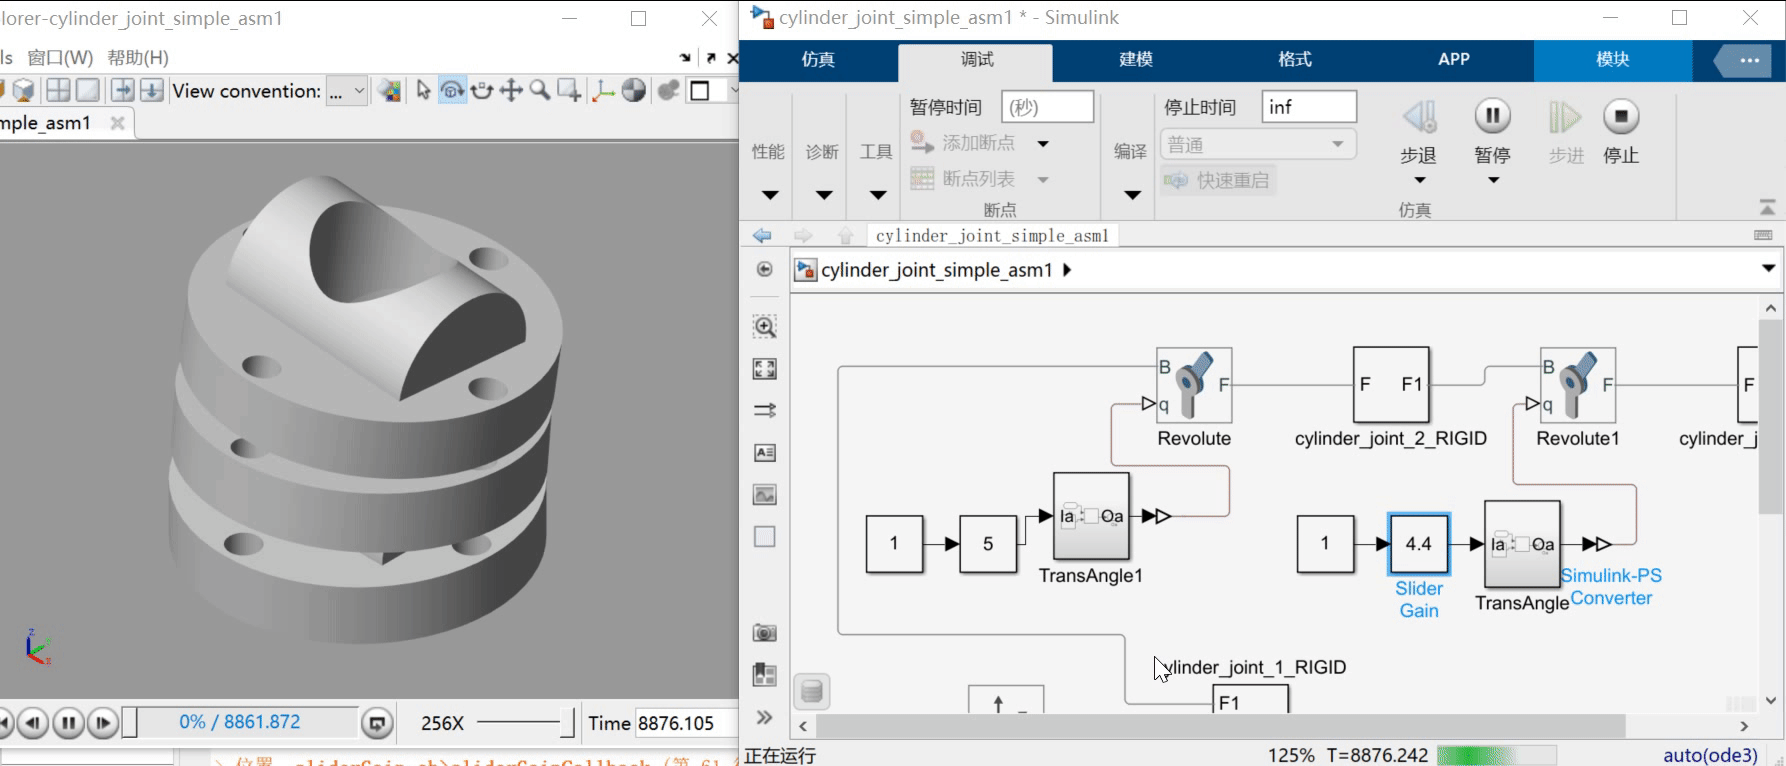 plorer-cylinder_joint_simple_asm1
ls 窗口(W) 帮助(H)
View convention: ...
mple_asm1
z
x
0% / 8861.872
256X
Time 8876.105
cylinder_joint_simple_asm1 * - Simulink
仿真 调试 建模 格式 APP 模块 ...
性能 诊断 工具
暂停时间 (秒)
添加断点
断点列表
断点
编译
停止时间 inf
普通
快速重启
步退 暂停 步进 停止
仿真
cylinder_joint_simple_asm1
cylinder_joint_simple_asm1
B
F
q
Revolute
F F1
cylinder_joint_2_RIGID
B
F
q
Revolute1
F
cylinder_j
1
5
Ia Oa
TransAngle1
1
4.4
Slider
Gain
Ia Oa
TransAngle
Simulink-PS
Converter
ylinder_joint_1_RIGID
F1
正在运行
125% T=8876.242
auto(ode3)